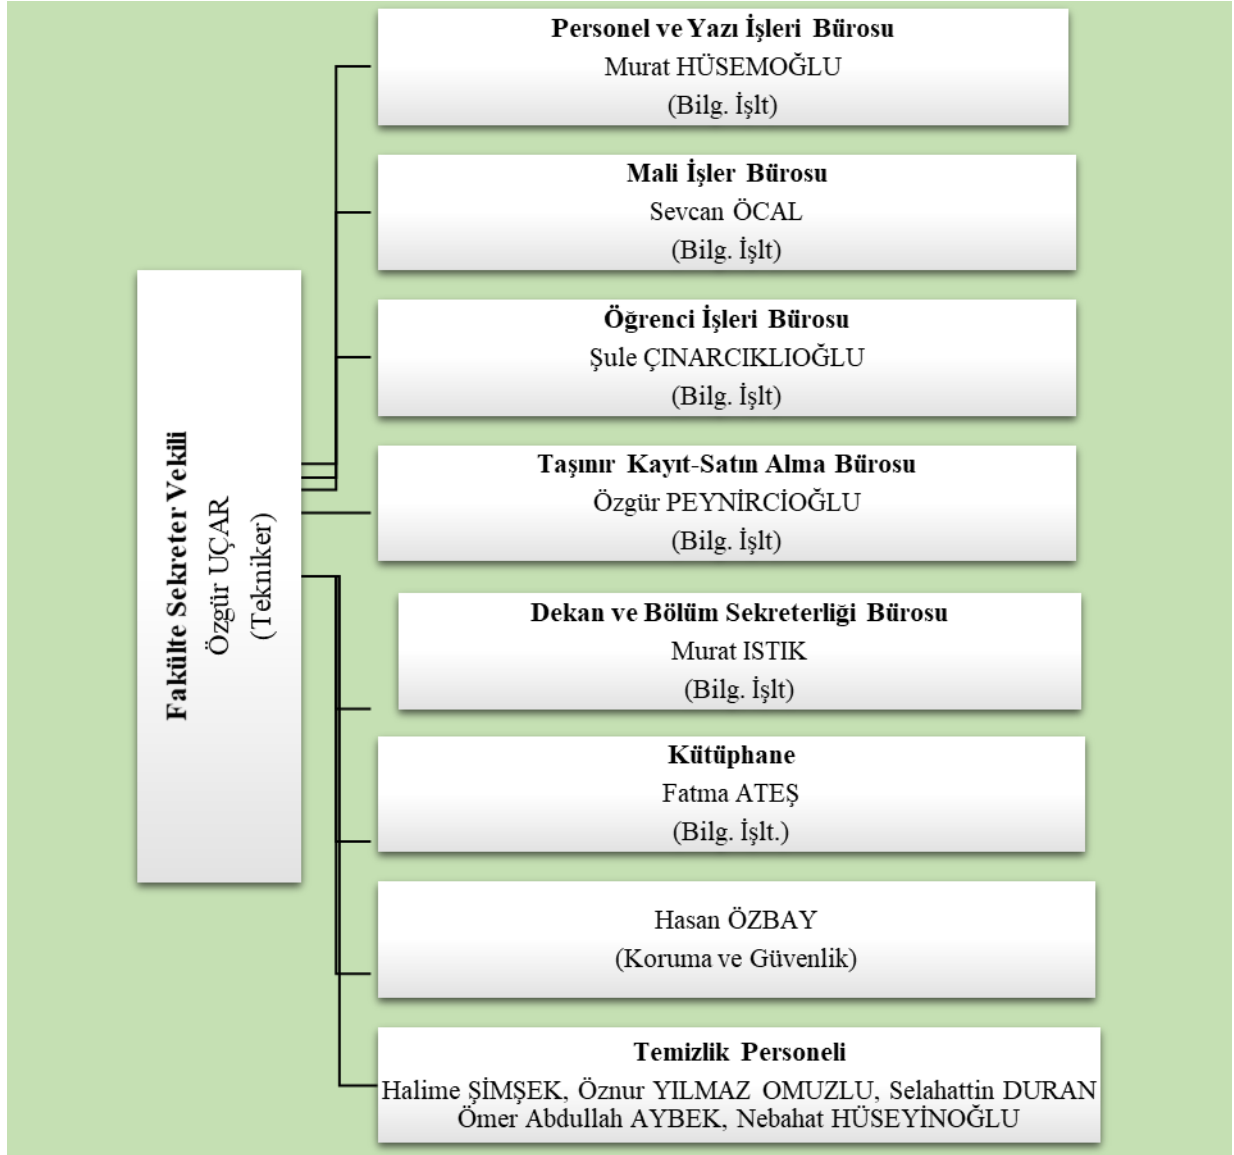 Personel ve Yazı İşleri Bürosu
Murat HÜSEMOĞLU
(Bilg. İşlt)
Mali İşler Bürosu
Sevcan ÖCAL
(Bilg. İşlt)
Öğrenci İşleri Bürosu
Şule ÇINARCIKLIOĞLU
(Bilg. İşlt)
Fakülte Sekreter Vekili
Özgür UÇAR
(Tekniker)
Taşınır Kayıt-Satın Alma Bürosu
Özgür PEYNİRCİOĞLU
(Bilg. İşlt)
Dekan ve Bölüm Sekreterliği Bürosu
Murat ISTIK
(Bilg. İşlt)
Kütüphane
Fatma ATEŞ
(Bilg. İşlt.)
Hasan ÖZBAY
(Koruma ve Güvenlik)
Temizlik Personeli
Halime ŞİMŞEK, Öznur YILMAZ OMUZLU, Selahattin DURAN
Ömer Abdullah AYBEK, Nebahat HÜSEYİNOĞLU